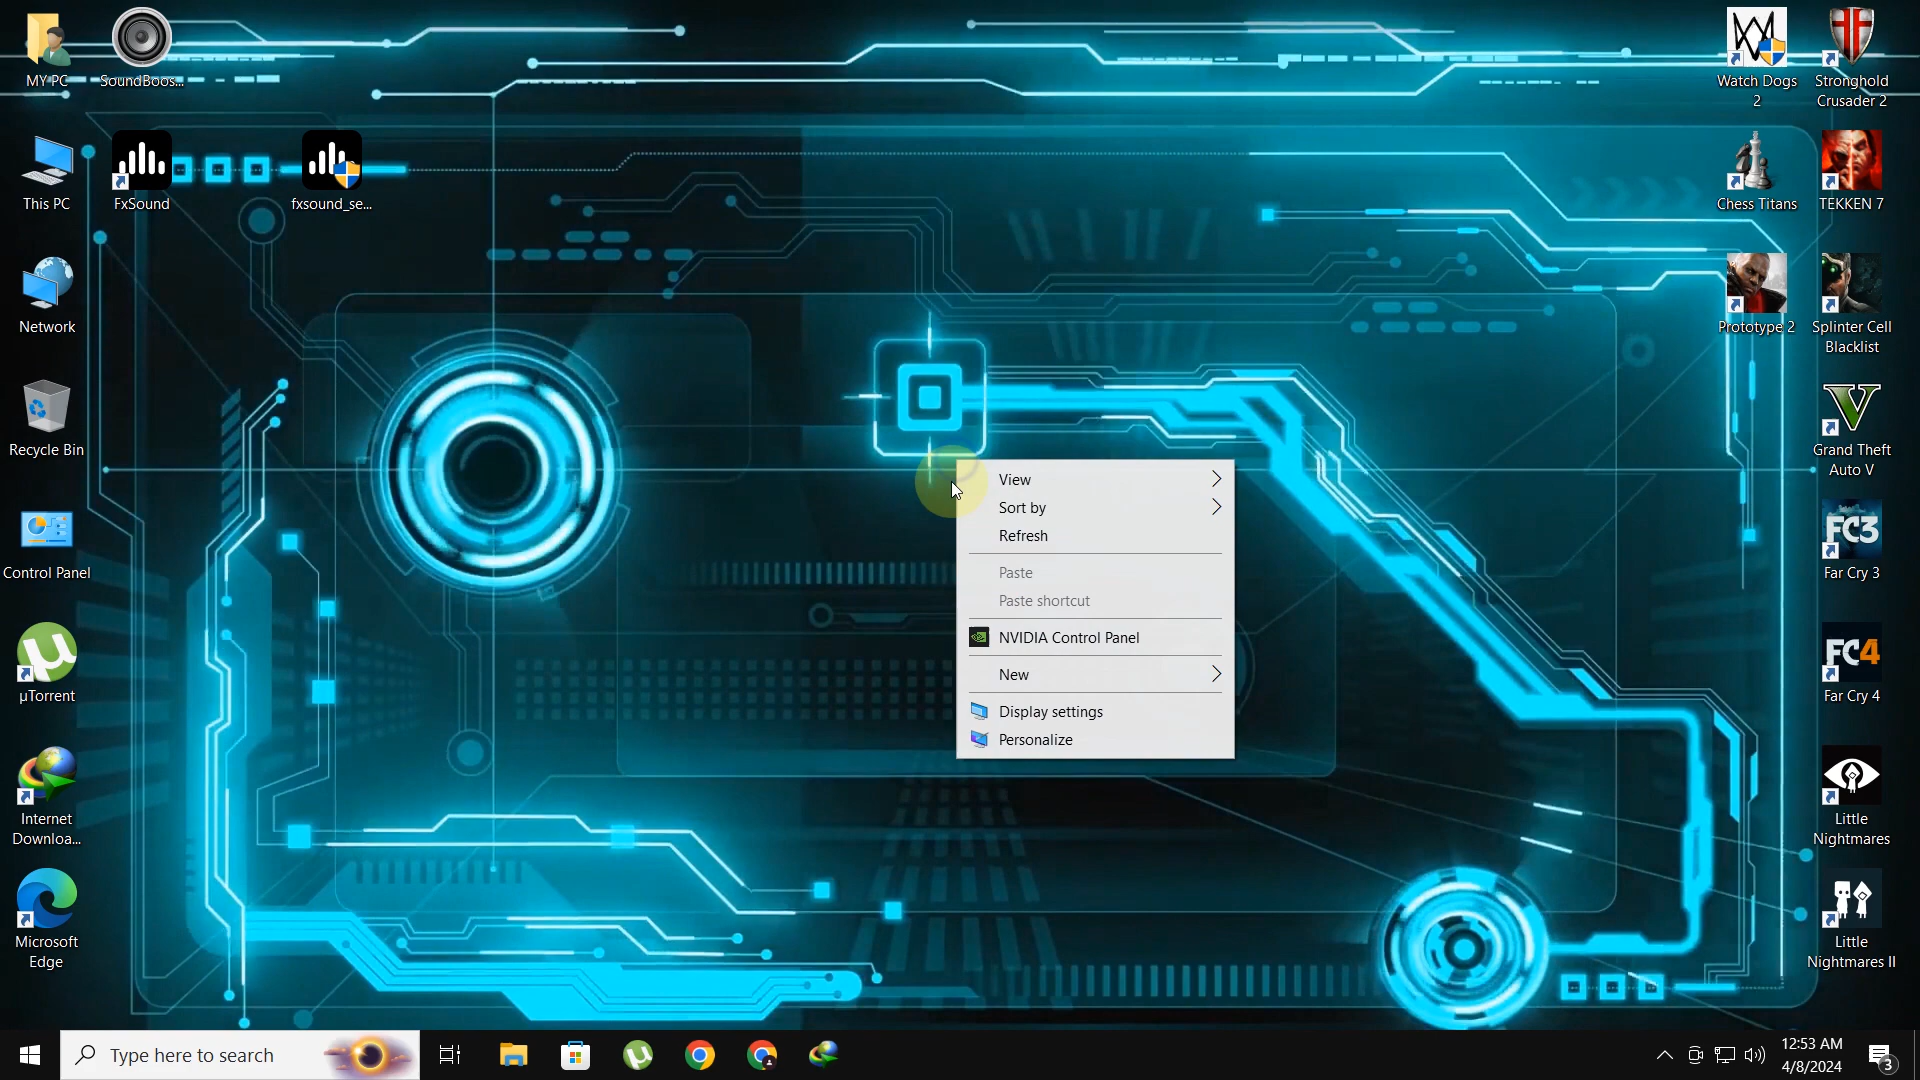 MY PC
SoundBoos...
This PC
FxSound
fxsound_se...
Network
Recycle Bin
Control Panel
µTorrent
Internet
Downloa...
Microsoft
Edge
Watch Dogs
2
Stronghold
Crusader 2
Chess Titans
TEKKEN 7
Prototype 2
Splinter Cell
Blacklist
Grand Theft
Auto V
FC3
Far Cry 3
FC4
Far Cry 4
Little
Nightmares
Little
Nightmares II
View
Sort by
Refresh
Paste
Paste shortcut
NVIDIA Control Panel
New
Display settings
Personalize
Type here to search
12:53 AM
4/8/2024
3